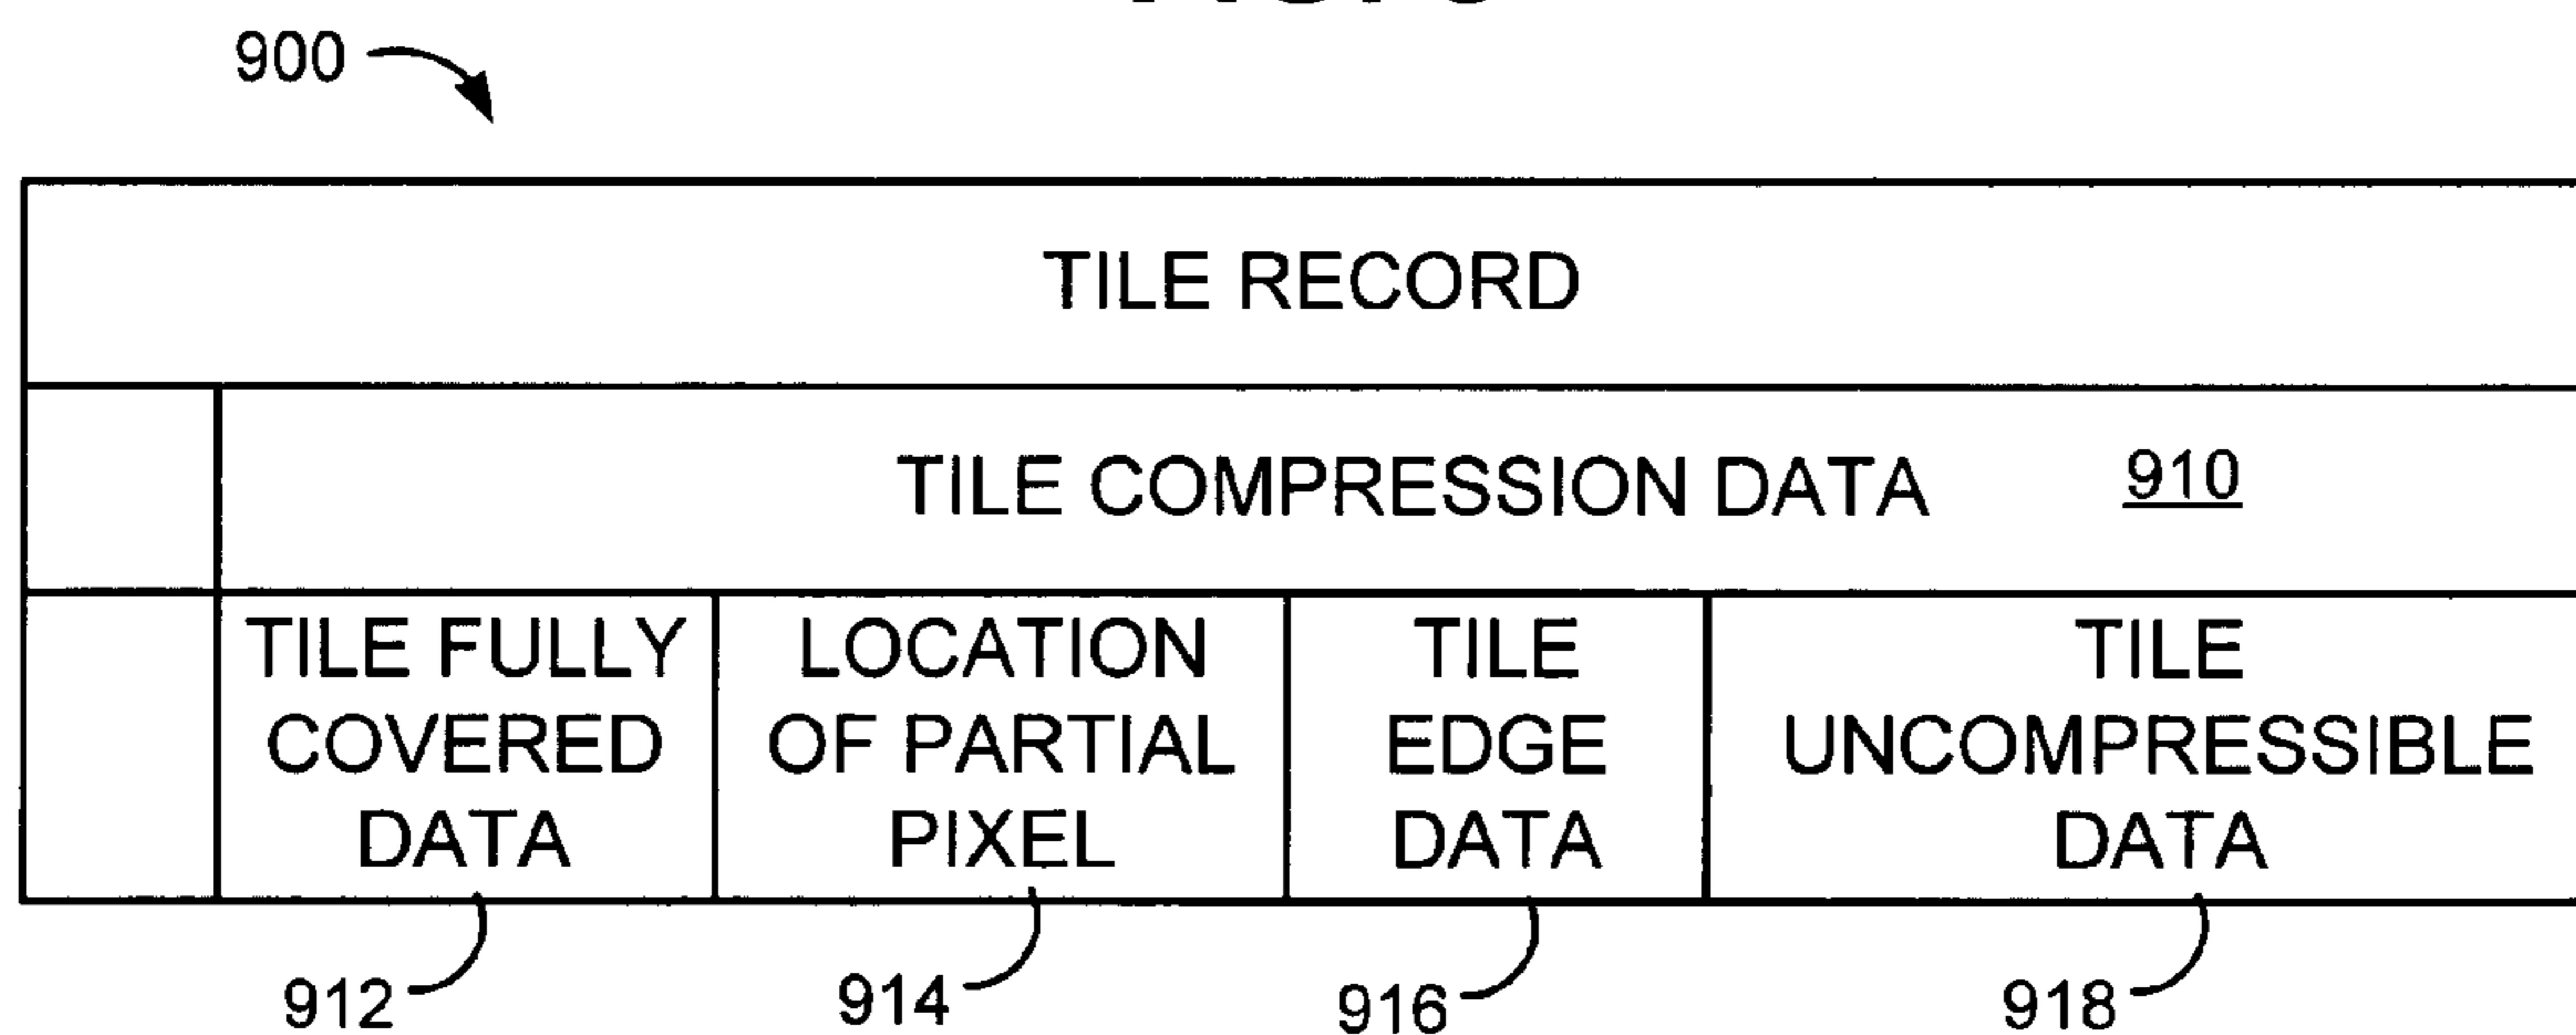 900
TILE RECORD
TILE COMPRESSION DATA 910
TILE FULLY COVERED DATA
LOCATION OF PARTIAL PIXEL
TILE EDGE DATA
TILE UNCOMPRESSIBLE DATA
912
914
916
918